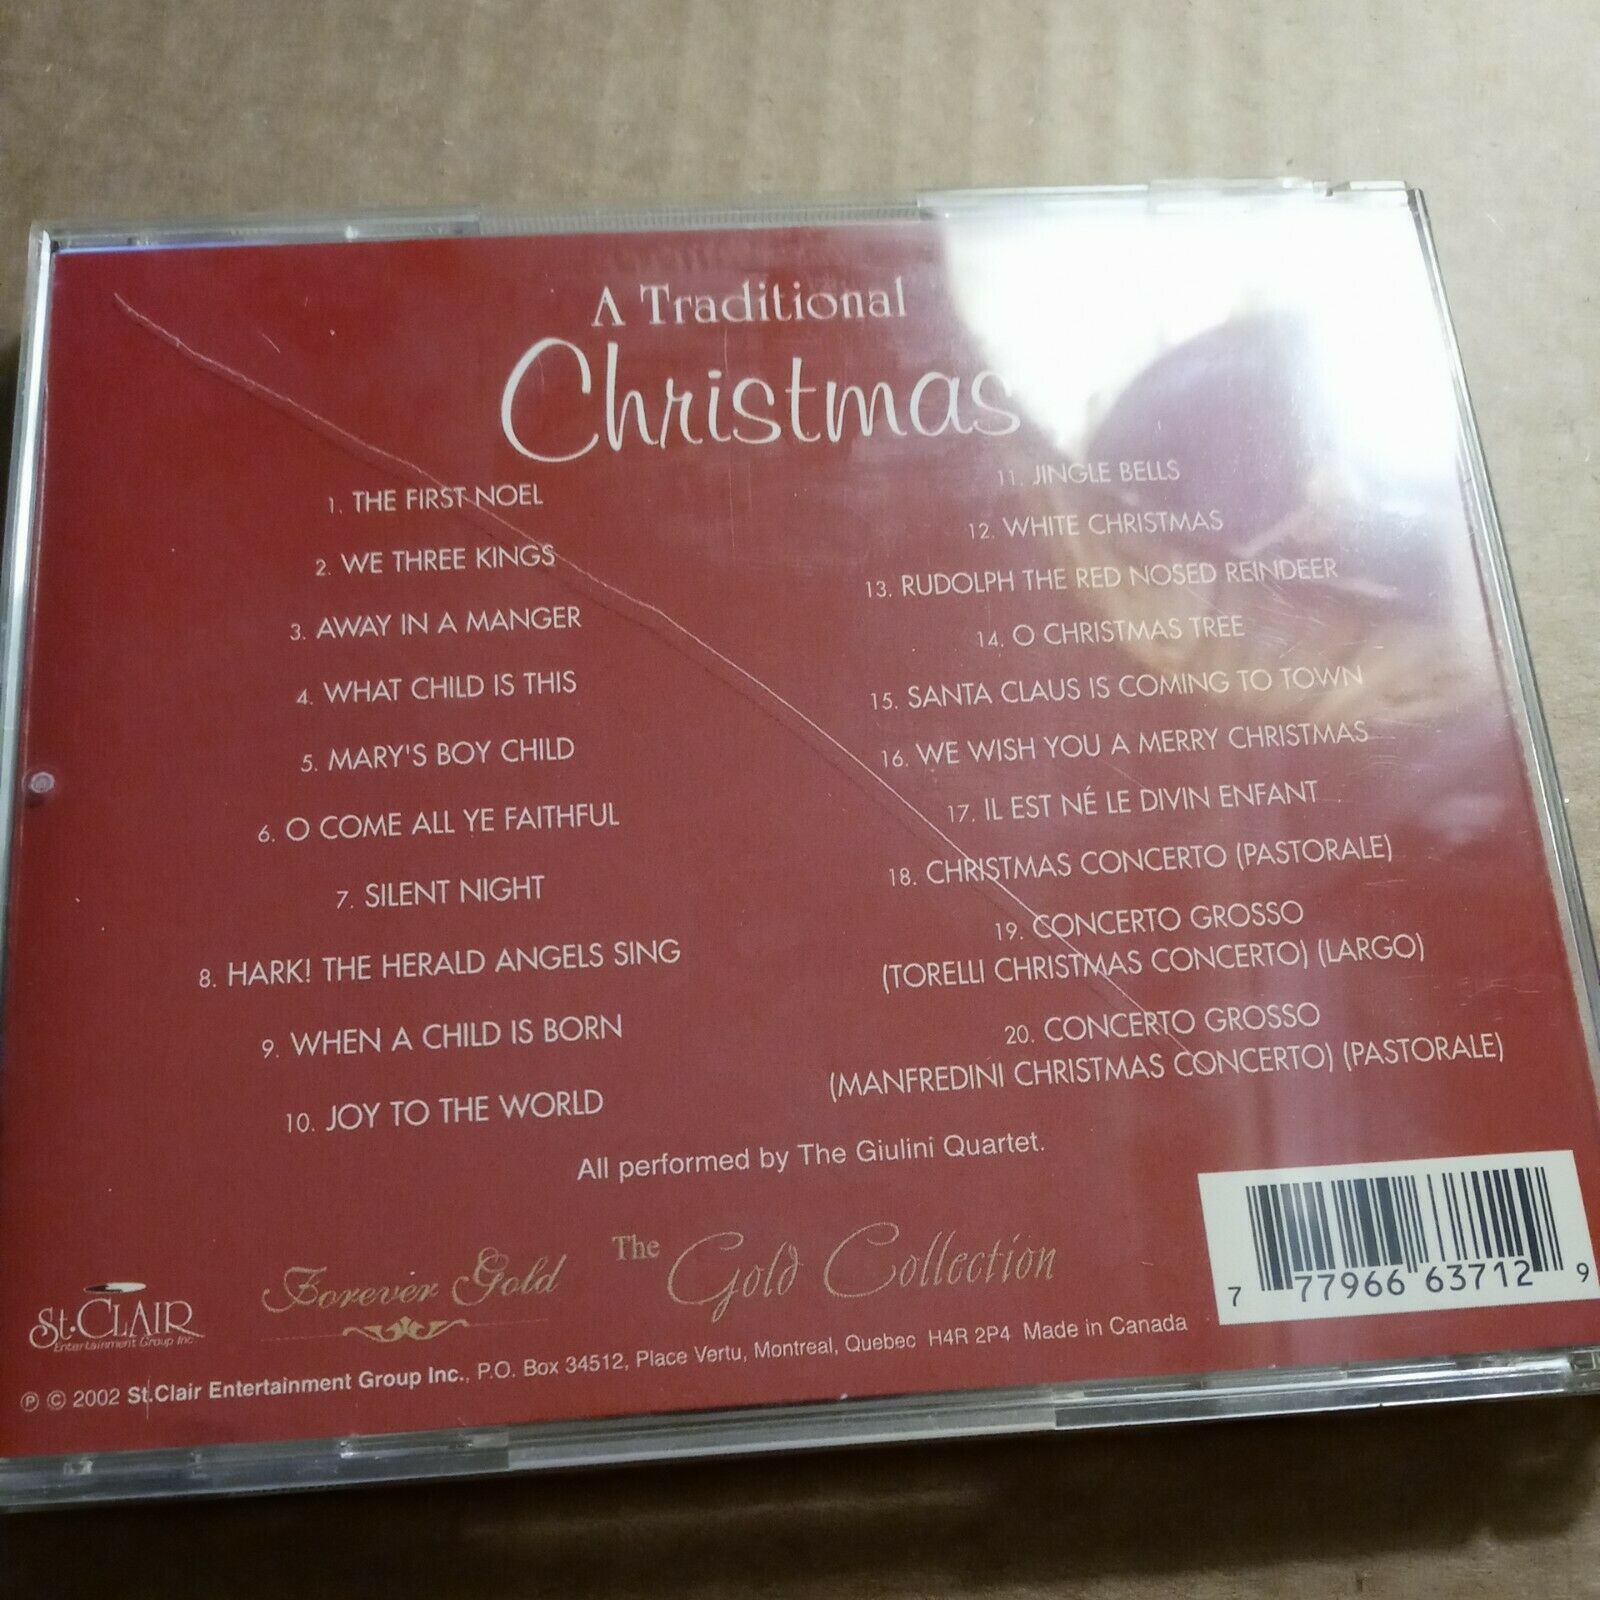 A Traditional
Christmas
1. THE FIRST NOEL
2. WE THREE KINGS
3. AWAY IN A MANGER
4. WHAT CHILD IS THIS
5. MARY'S BOY CHILD
6. O COME ALL YE FAITHFUL
7. SILENT NIGHT
8. HARK! THE HERALD ANGELS SING
9. WHEN A CHILD IS BORN
10. JOY TO THE WORLD
11. JINGLE BELLS
12. WHITE CHRISTMAS
13. RUDOLPH THE RED NOSED REINDEER
14. O CHRISTMAS TREE
15. SANTA CLAUS IS COMING TO TOWN
16. WE WISH YOU A MERRY CHRISTMAS
17. IL EST NÉ LE DIVIN ENFANT
18. CHRISTMAS CONCERTO (PASTORALE)
19. CONCERTO GROSSO
(TORELLI CHRISTMAS CONCERTO) (LARGO)
20. CONCERTO GROSSO
(MANFREDINI CHRISTMAS CONCERTO) (PASTORALE)
All performed by The Giulini Quartet.
St.CLAIR
Entertainment Group Inc.
Forever Gold
The Gold Collection
7 77966 63712 9
℗ © 2002 St.Clair Entertainment Group Inc., P.O. Box 34512, Place Vertu, Montreal, Quebec H4R 2P4 Made in Canada